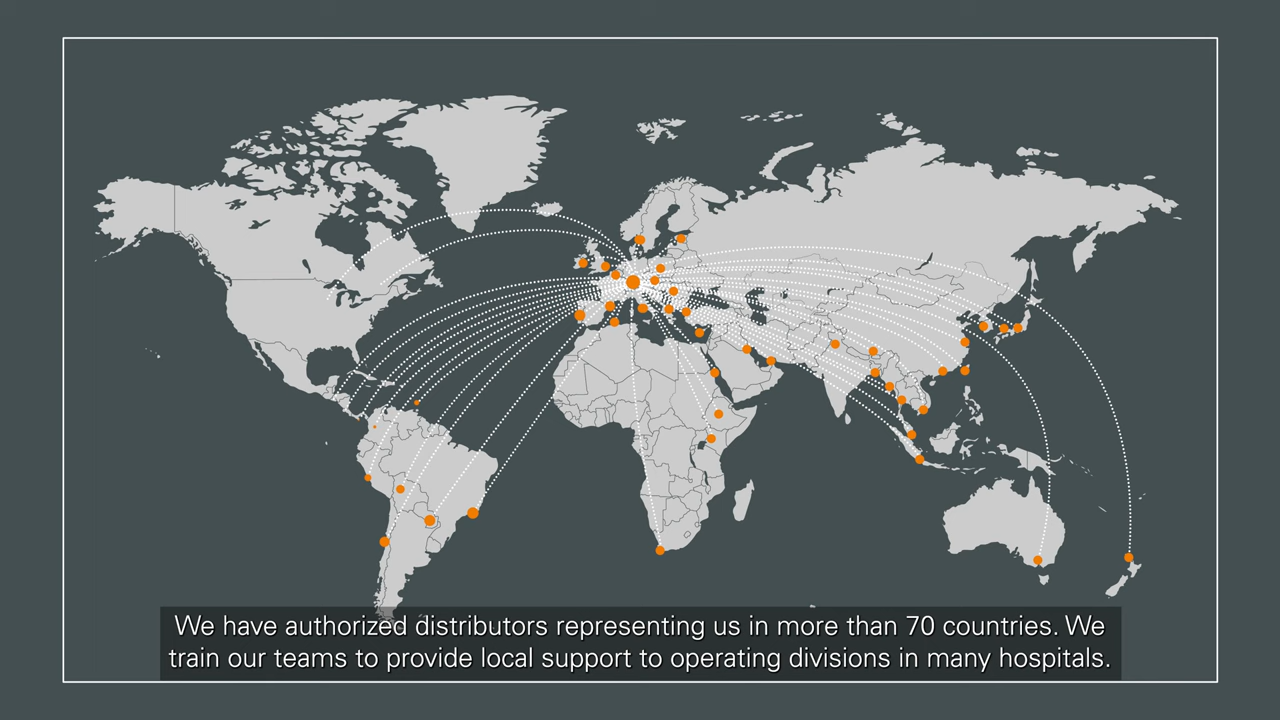 We have authorized distributors representing us in more than 70 countries. We
train our teams to provide local support to operating divisions in many hospitals.